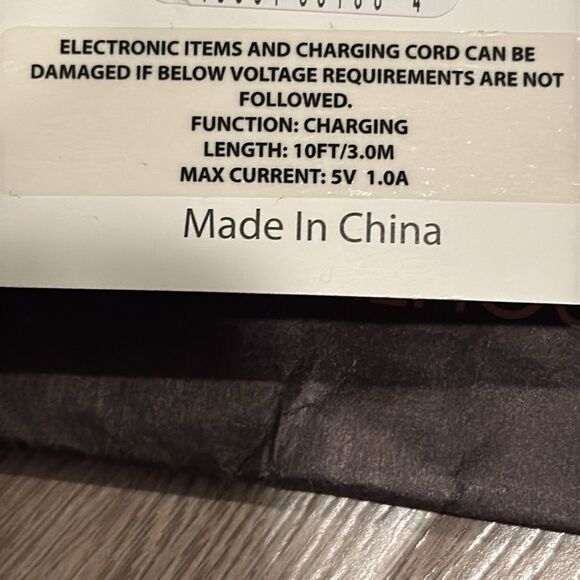 ELECTRONIC ITEMS AND CHARGING CORD CAN BE
DAMAGED IF BELOW VOLTAGE REQUIREMENTS ARE NOT
FOLLOWED.
FUNCTION: CHARGING
LENGTH: 10FT/3.0M
MAX CURRENT: 5V 1.0A
Made In China